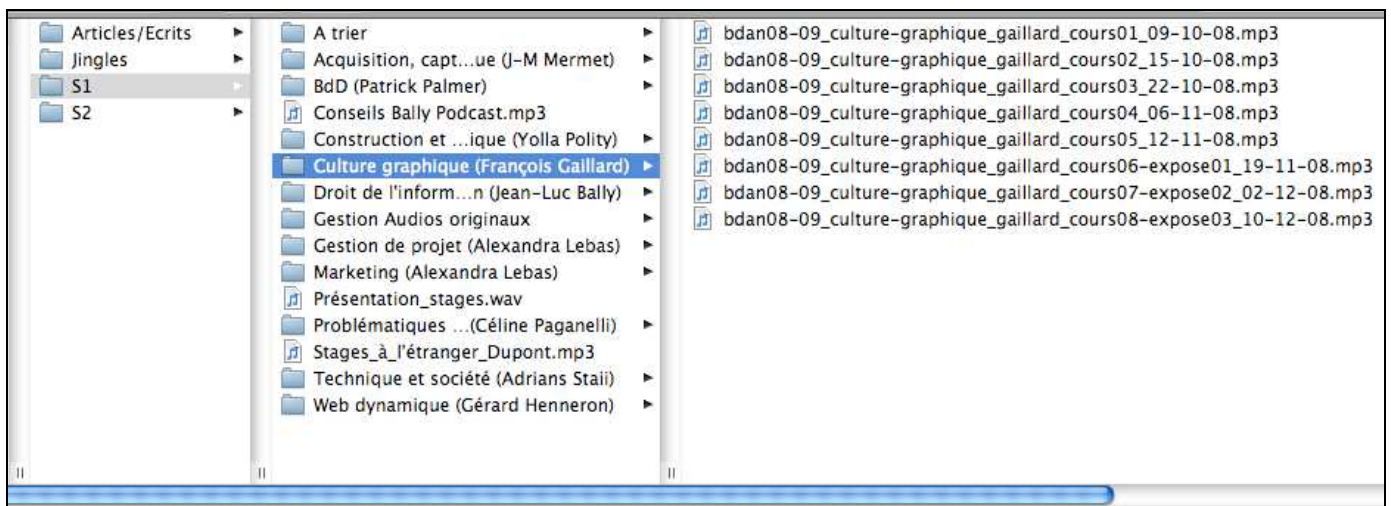 Articles/Ecrits
Jingles
S1
S2
A trier
Acquisition, capt...ue (J-M Mermet)
BdD (Patrick Palmer)
Conseils Bally Podcast.mp3
Construction et ...ique (Yolla Polity)
Culture graphique (François Gaillard)
Droit de l'inform...n (Jean-Luc Bally)
Gestion Audios originaux
Gestion de projet (Alexandra Lebas)
Marketing (Alexandra Lebas)
Présentation_stages.wav
Problématiques ...(Céline Paganelli)
Stages_à_l'étranger_Dupont.mp3
Technique et société (Adrians Staii)
Web dynamique (Gérard Henneron)
bdan08-09_culture-graphique_gaillard_cours01_09-10-08.mp3
bdan08-09_culture-graphique_gaillard_cours02_15-10-08.mp3
bdan08-09_culture-graphique_gaillard_cours03_22-10-08.mp3
bdan08-09_culture-graphique_gaillard_cours04_06-11-08.mp3
bdan08-09_culture-graphique_gaillard_cours05_12-11-08.mp3
bdan08-09_culture-graphique_gaillard_cours06-expose01_19-11-08.mp3
bdan08-09_culture-graphique_gaillard_cours07-expose02_02-12-08.mp3
bdan08-09_culture-graphique_gaillard_cours08-expose03_10-12-08.mp3